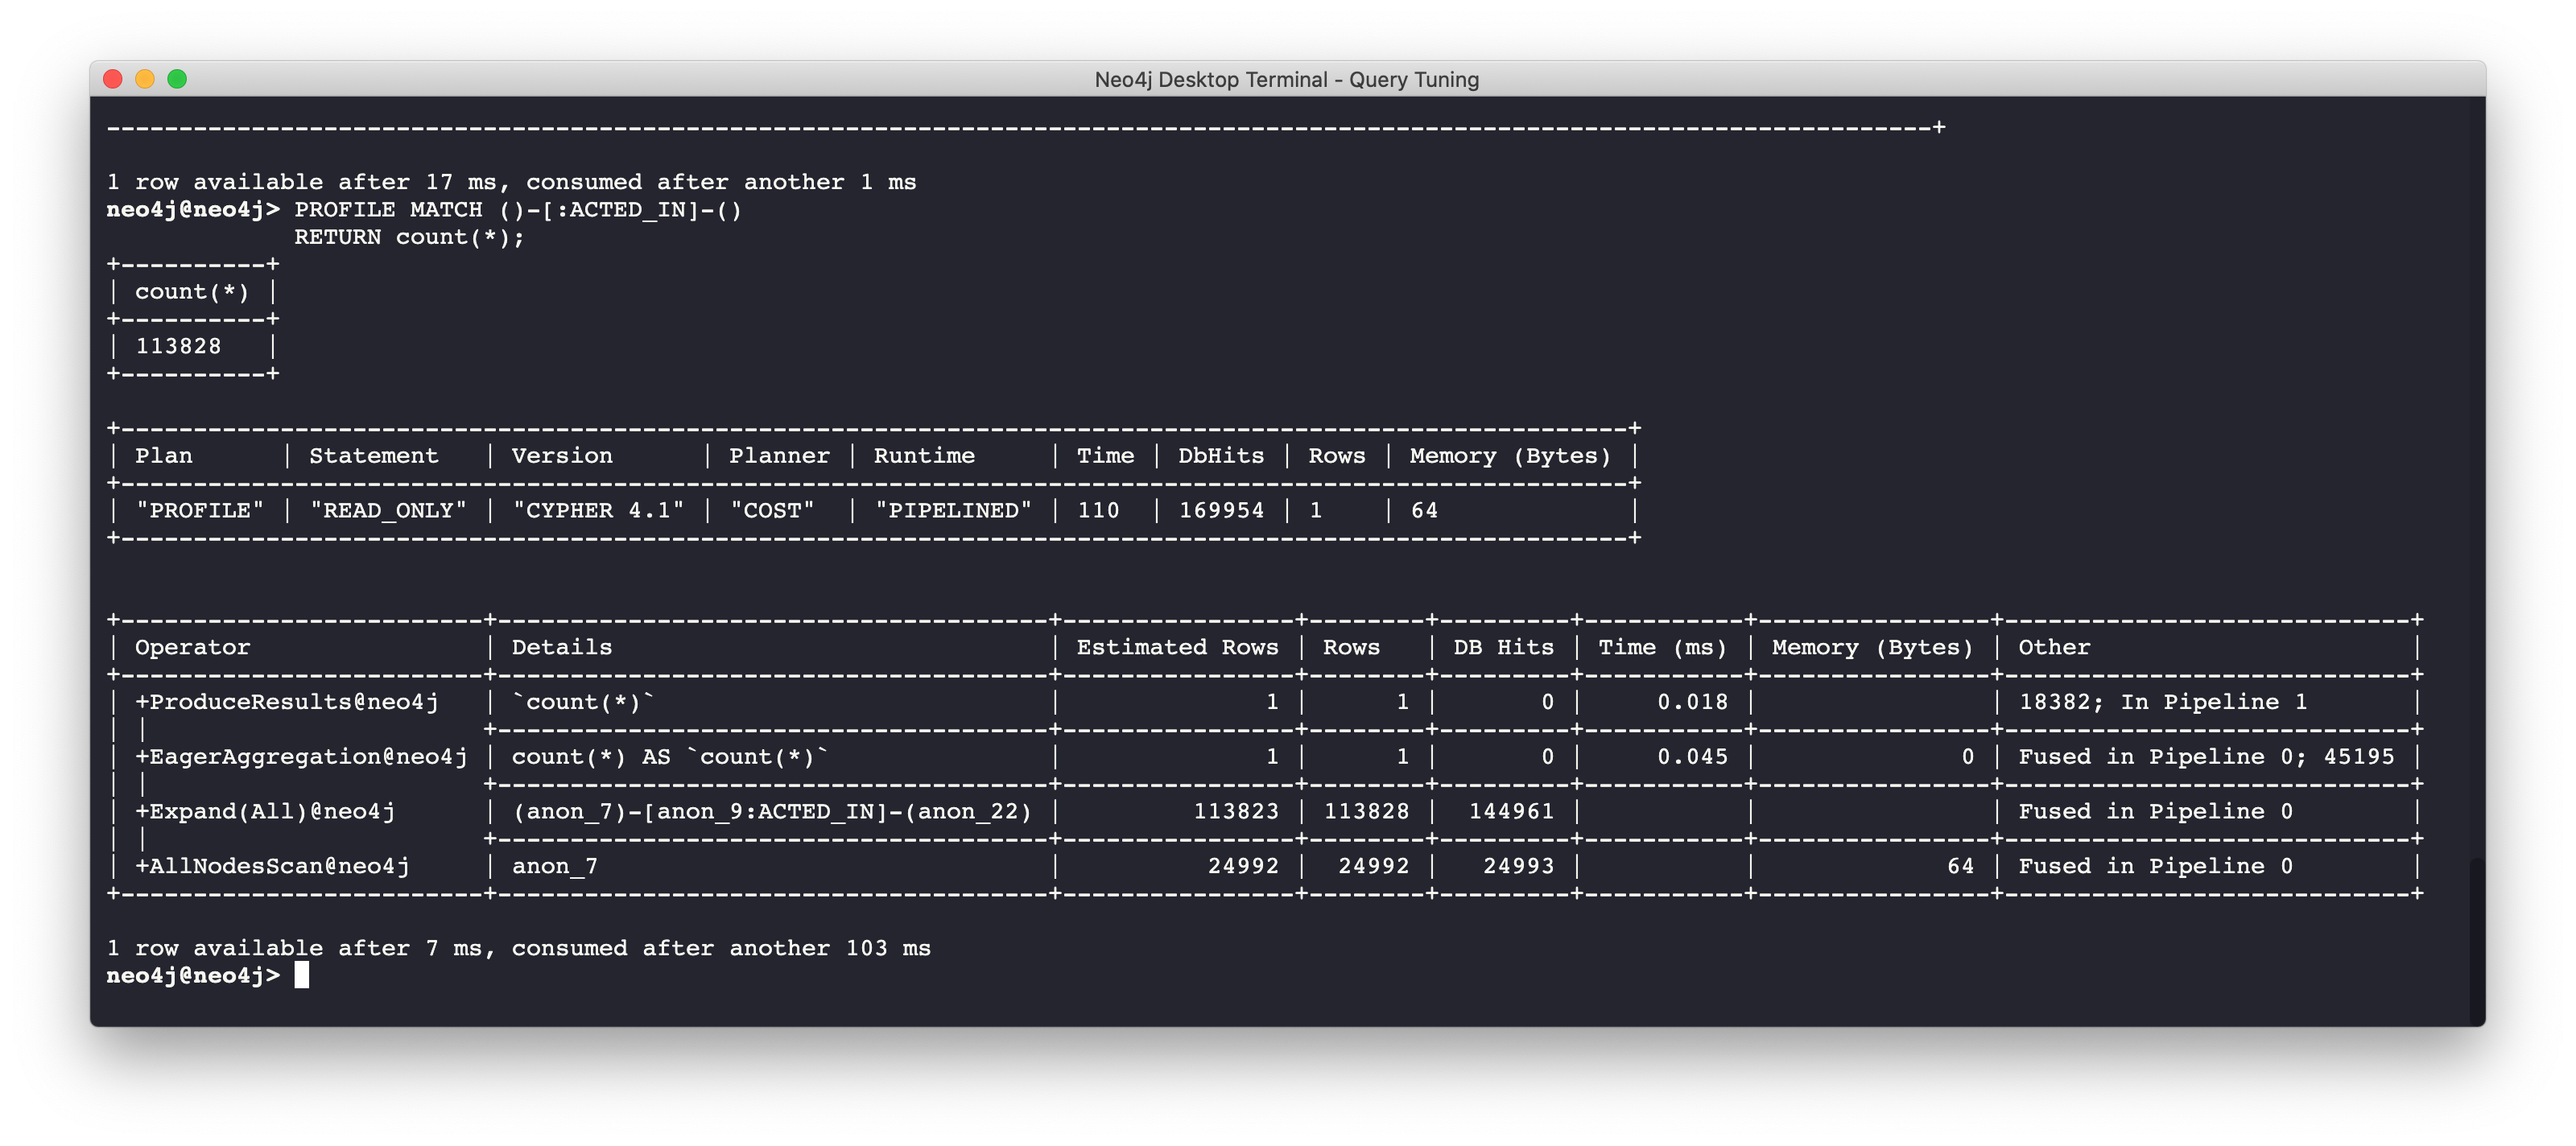 Neo4j Desktop Terminal - Query Tuning
-------------------------------------------------------------------------------------------------------------------------------+
1 row available after 17 ms, consumed after another 1 ms
neo4j@neo4j> PROFILE MATCH ()-[:ACTED_IN]-()
             RETURN count(*);
+----------+
| count(*) |
+----------+
| 113828   |
+----------+
+---------------------------------------------------------------------------------------------------------+
| Plan      | Statement   | Version        | Planner | Runtime     | Time | DbHits | Rows | Memory (Bytes) |
+---------------------------------------------------------------------------------------------------------+
| "PROFILE" | "READ_ONLY" | "CYPHER 4.1" | "COST"  | "PIPELINED" | 110  | 169954 | 1    | 64             |
+---------------------------------------------------------------------------------------------------------+
+-------------------------+--------------------------------------+----------------+--------+---------+-----------+----------------+----------------------------+
| Operator                | Details                              | Estimated Rows | Rows   | DB Hits | Time (ms) | Memory (Bytes) | Other                      |
+-------------------------+--------------------------------------+----------------+--------+---------+-----------+----------------+----------------------------+
| +ProduceResults@neo4j   | `count(*)`                           |              1 |      1 |       0 |     0.018 |                | 18382; In Pipeline 1       |
| |                       +--------------------------------------+----------------+--------+---------+-----------+----------------+----------------------------+
| +EagerAggregation@neo4j | count(*) AS `count(*)`               |              1 |      1 |       0 |     0.045 |              0 | Fused in Pipeline 0; 45195 |
| |                       +--------------------------------------+----------------+--------+---------+-----------+----------------+----------------------------+
| +Expand(All)@neo4j      | (anon_7)-[anon_9:ACTED_IN]-(anon_22) |         113823 | 113828 |  144961 |           |                | Fused in Pipeline 0        |
| |                       +--------------------------------------+----------------+--------+---------+-----------+----------------+----------------------------+
| +AllNodesScan@neo4j     | anon_7                               |          24992 |  24992 |   24993 |           |             64 | Fused in Pipeline 0        |
+-------------------------+--------------------------------------+----------------+--------+---------+-----------+----------------+----------------------------+
1 row available after 7 ms, consumed after another 103 ms
neo4j@neo4j>